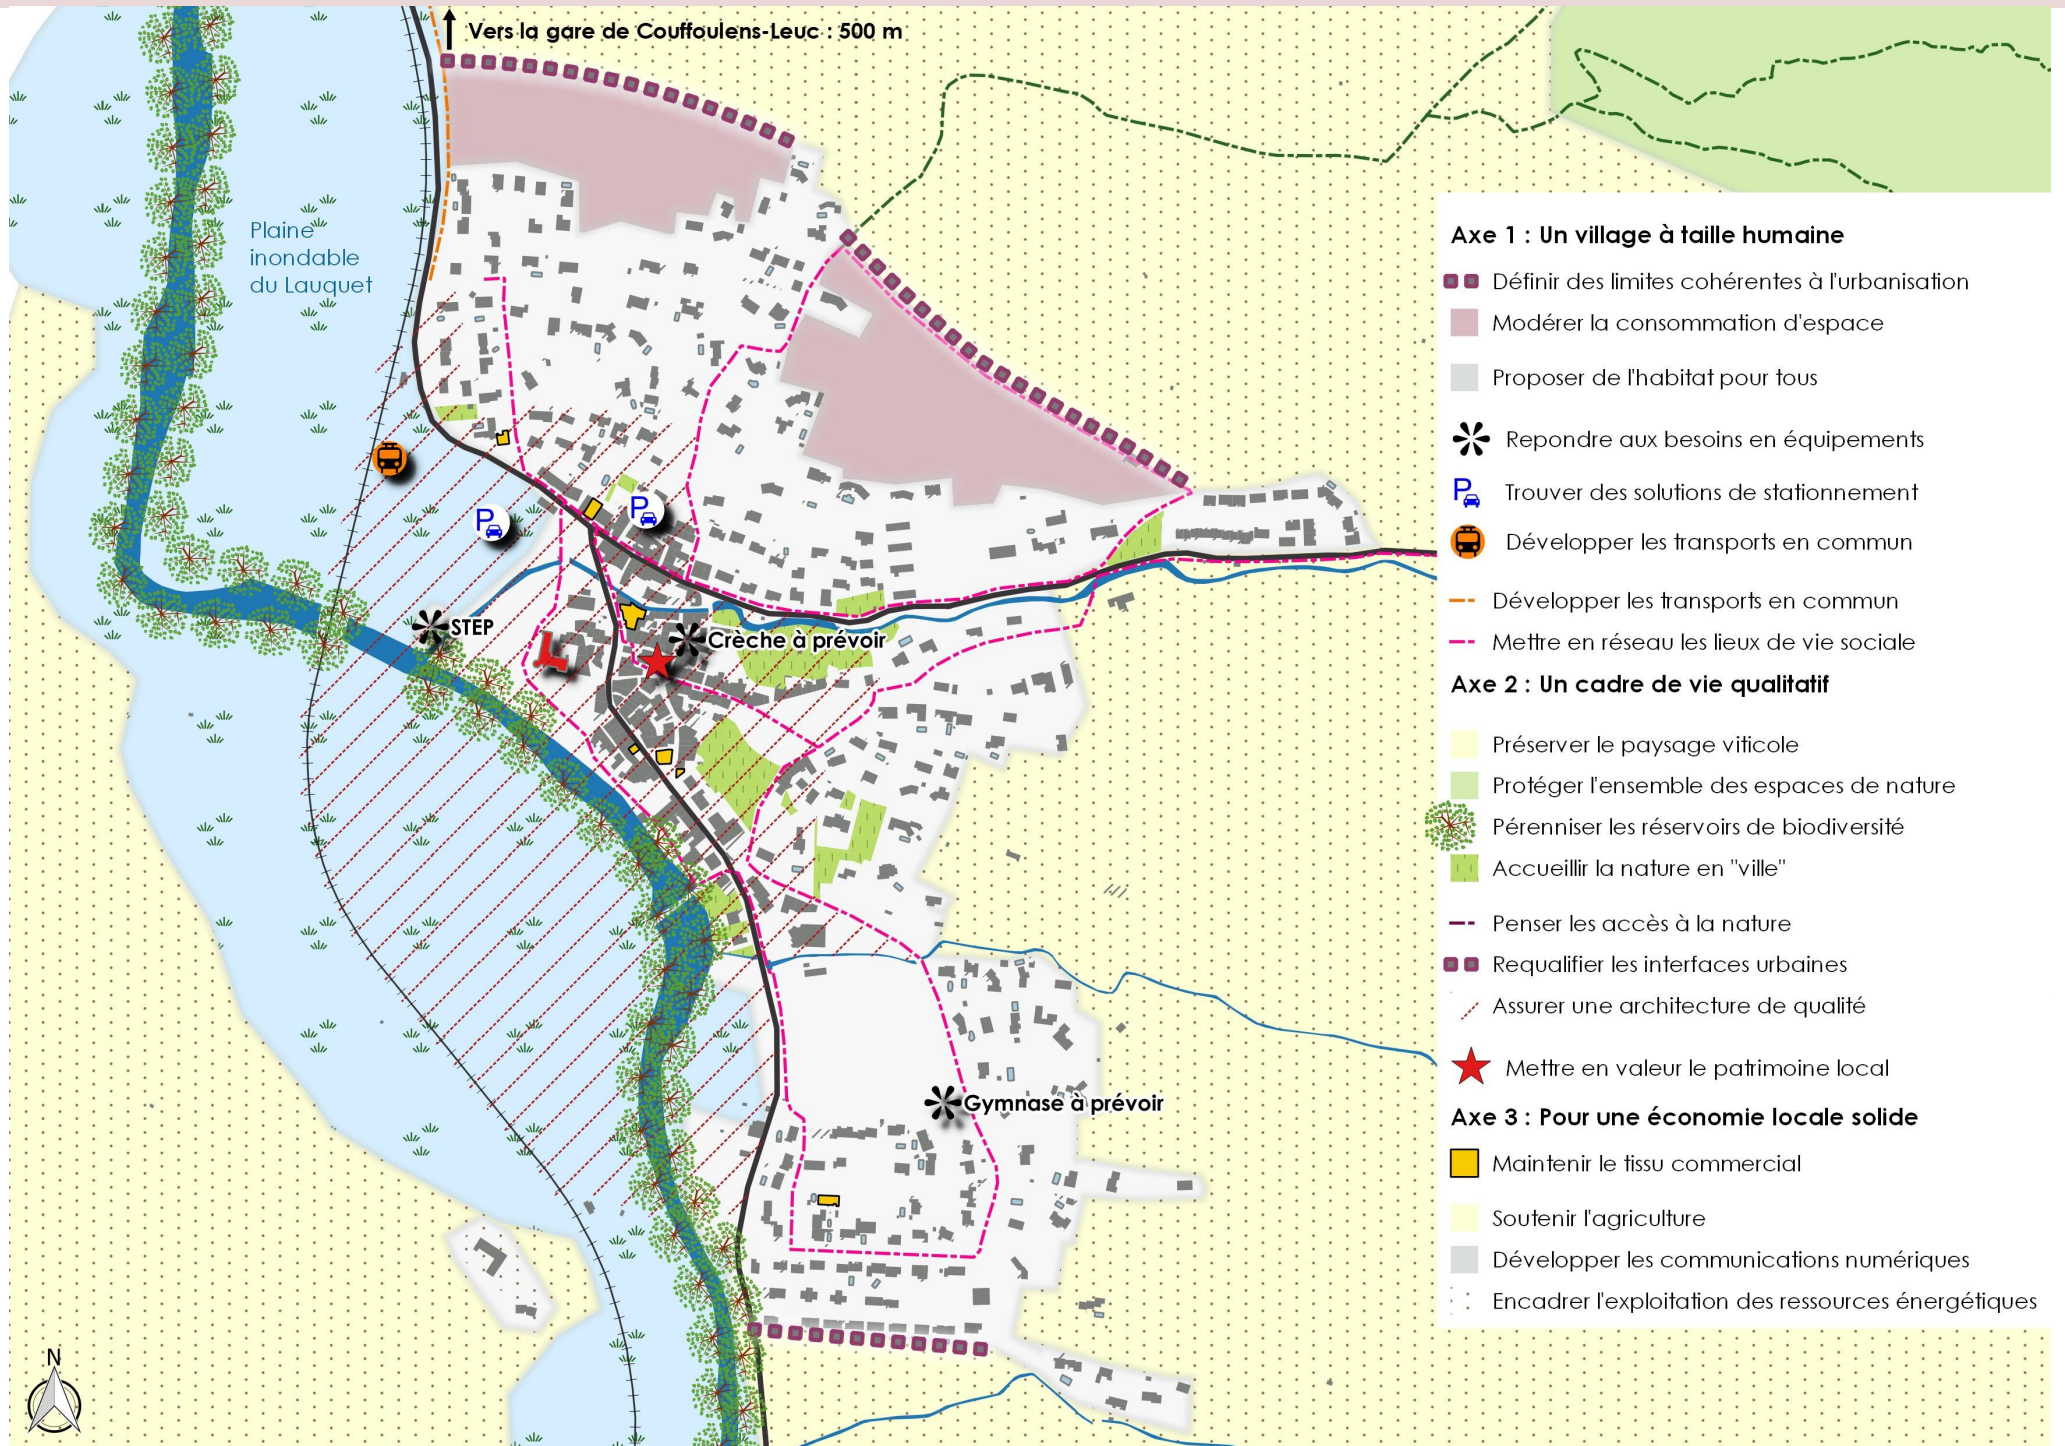 Vers la gare de Couffoulens-Leuc : 500 m
Plaine
inondable
du Lauquet
P
P
STEP
Crèche à prévoir
Gymnase à prévoir
N
Axe 1 : Un village à taille humaine
Définir des limites cohérentes à l'urbanisation
Modérer la consommation d'espace
Proposer de l'habitat pour tous
Repondre aux besoins en équipements
P
Trouver des solutions de stationnement
Développer les transports en commun
Développer les transports en commun
Mettre en réseau les lieux de vie sociale
Axe 2 : Un cadre de vie qualitatif
Préserver le paysage viticole
Protéger l'ensemble des espaces de nature
Pérenniser les réservoirs de biodiversité
Accueillir la nature en "ville"
Penser les accès à la nature
Requalifier les interfaces urbaines
Assurer une architecture de qualité
Mettre en valeur le patrimoine local
Axe 3 : Pour une économie locale solide
Maintenir le tissu commercial
Soutenir l'agriculture
Développer les communications numériques
Encadrer l'exploitation des ressources énergétiques